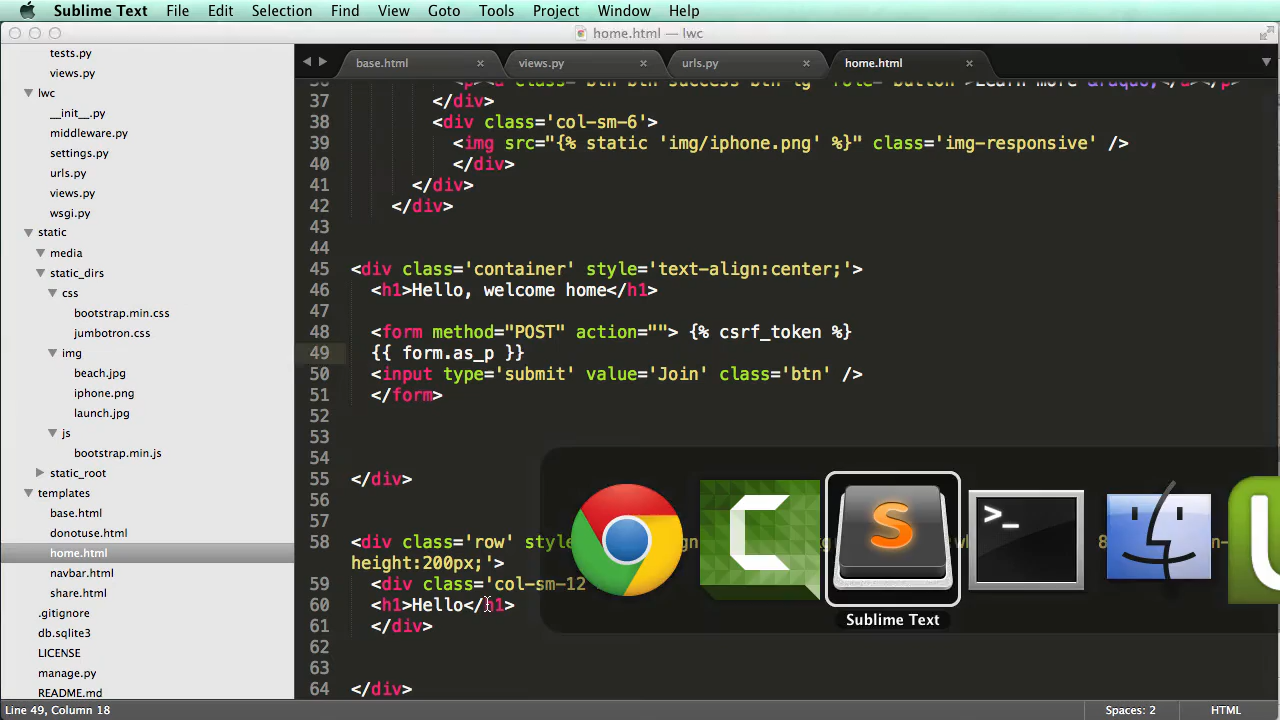 Sublime Text File Edit Selection Find View Goto Tools Project Window Help
home.html — lwc
tests.py
views.py
lwc
__init__.py
middleware.py
settings.py
urls.py
views.py
wsgi.py
static
media
static_dirs
css
bootstrap.min.css
jumbotron.css
img
beach.jpg
iphone.png
launch.jpg
js
bootstrap.min.js
static_root
templates
base.html
donotuse.html
home.html
navbar.html
share.html
.gitignore
db.sqlite3
LICENSE
manage.py
README.md
base.html views.py urls.py home.html
37 </div>
38 <div class='col-sm-6'>
39 <img src="{% static 'img/iphone.png' %}" class='img-responsive' />
40 </div>
41 </div>
42 </div>
43
44
45 <div class='container' style='text-align:center;'>
46 <h1>Hello, welcome home</h1>
47
48 <form method="POST" action=""> {% csrf_token %}
49 {{ form.as_p }}
50 <input type='submit' value='Join' class='btn' />
51 </form>
52
53
54
55 </div>
56
57
58 <div class='row'
height:200px;'>
59 <div class='col-sm-12
60 <h1>Hello</h1>
61 </div>
62
63
64 </div>
Sublime Text
Line 49, Column 18 Spaces: 2 HTML